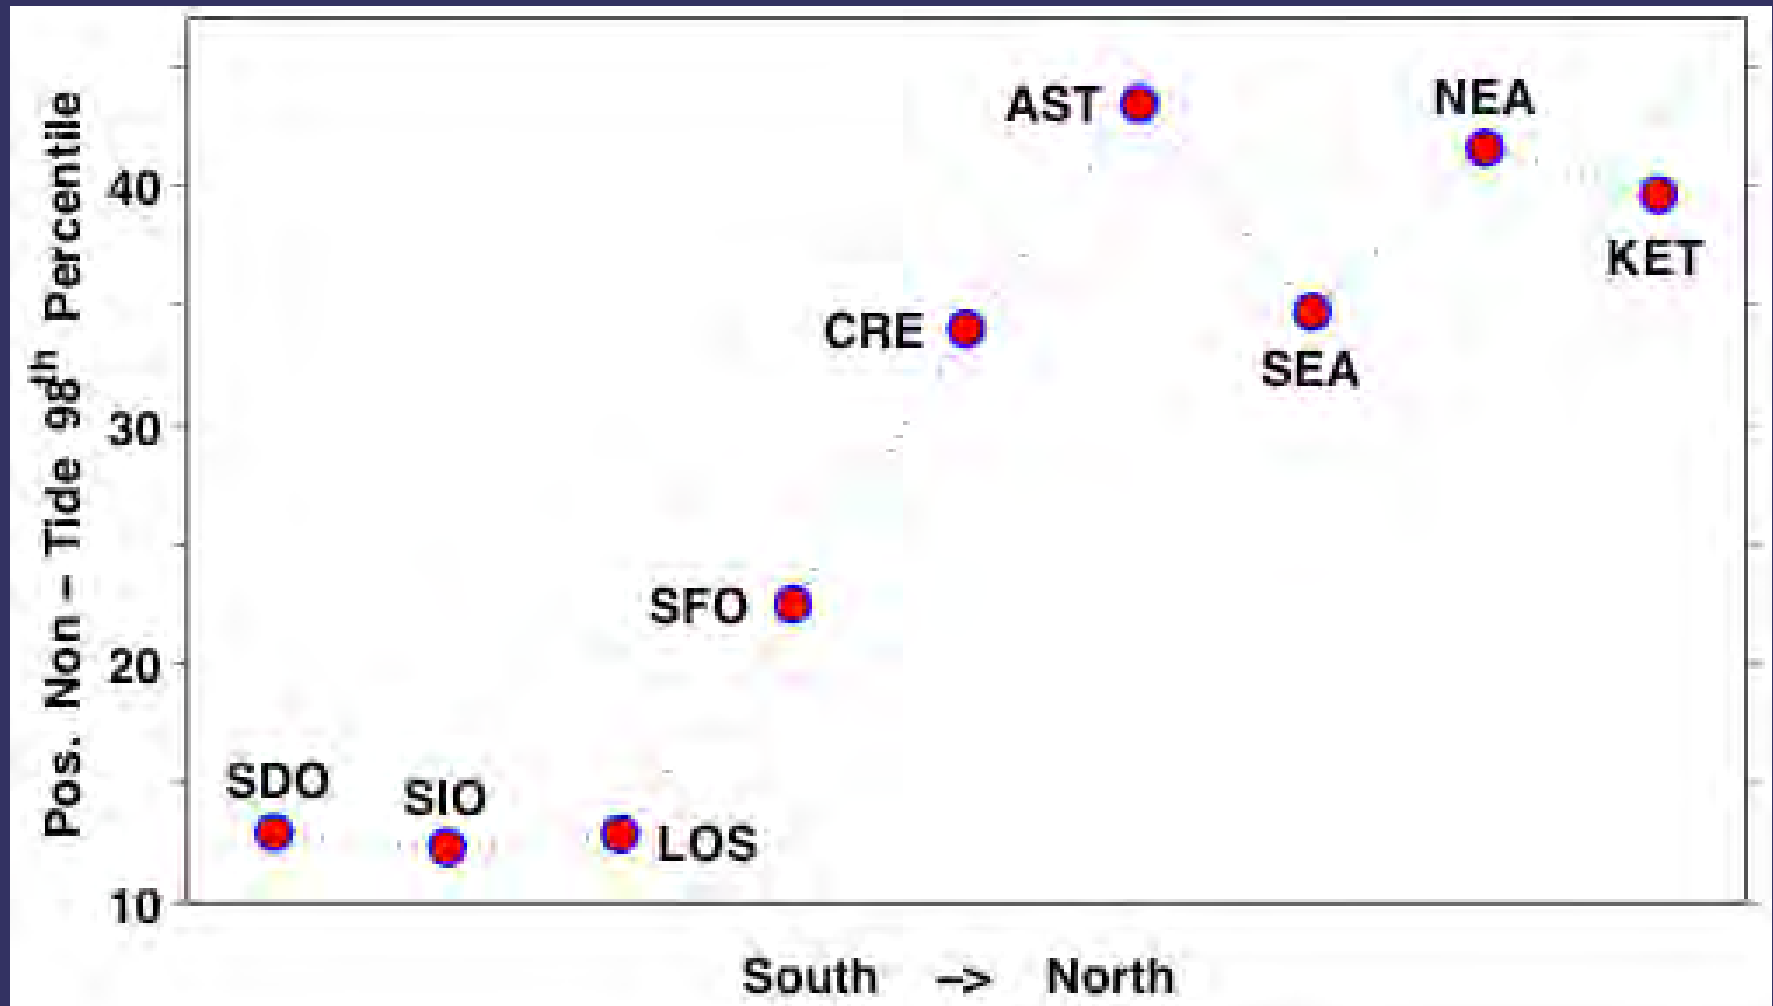 Pos. Non – Tide 98th Percentile
40
30
20
10
AST
NEA
KET
CRE
SEA
SFO
SDO
SIO
LOS
South –> North